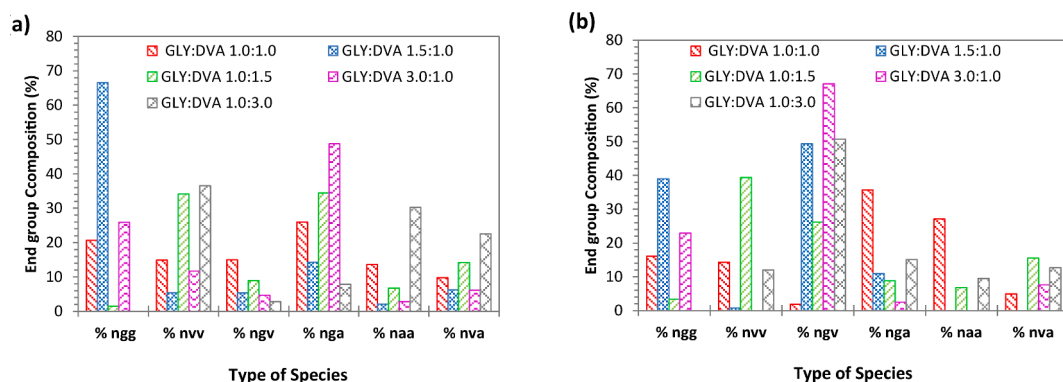 a)
End group Ccomposition (%)
80
70
60
50
40
30
20
10
0
GLY:DVA 1.0:1.0
GLY:DVA 1.5:1.0
GLY:DVA 1.0:1.5
GLY:DVA 3.0:1.0
GLY:DVA 1.0:3.0
% ngg
% nvv
% ngv
% nga
% naa
% nva
Type of Species
(b)
End group Ccomposition (%)
80
70
60
50
40
30
20
10
0
GLY:DVA 1.0:1.0
GLY:DVA 1.5:1.0
GLY:DVA 1.0:1.5
GLY:DVA 3.0:1.0
GLY:DVA 1.0:3.0
% ngg
% nvv
% ngv
% nga
% naa
% nva
Type of Species